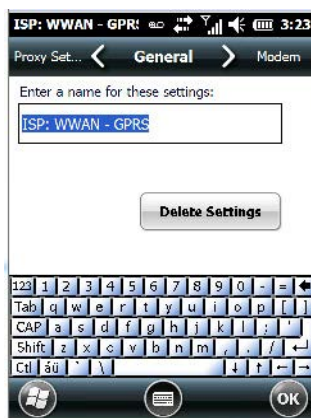 ISP: WWAN - GPR: 3:23
Proxy Set... General Modem
Enter a name for these settings:
ISP: WWAN - GPRS
Delete Settings
123 1 2 3 4 5 6 7 8 9 0 - =
Tab q w e r t y u i o p [ ]
CAP a s d f g h j k l ; '
Shift z x c v b n m , . /
Ctl áü ` \
OK